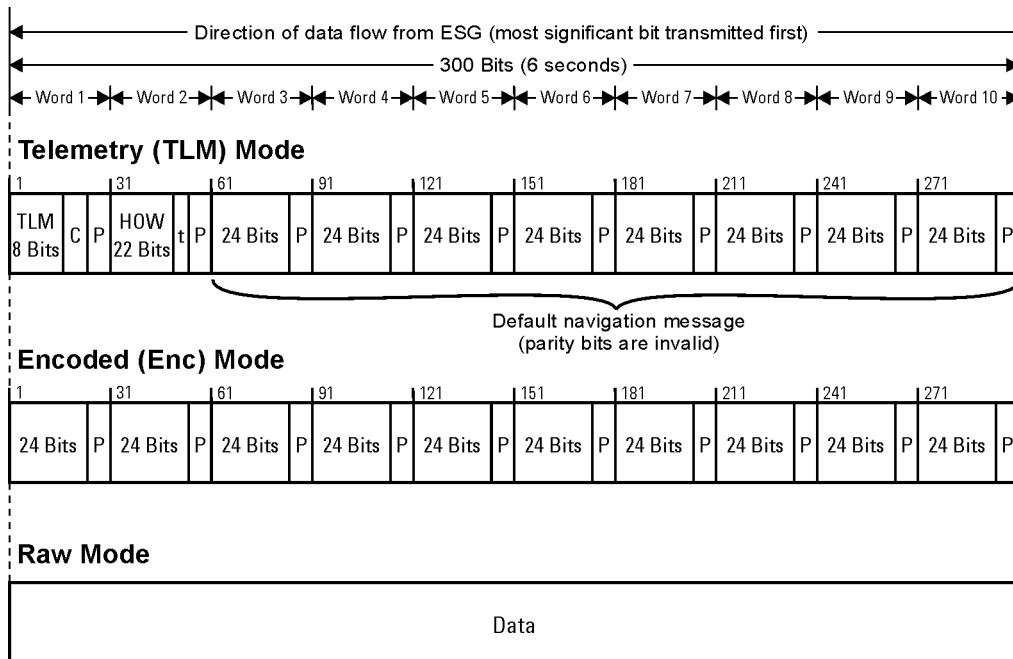 Direction of data flow from ESG (most significant bit transmitted first)
300 Bits (6 seconds)
Word 1 Word 2 Word 3 Word 4 Word 5 Word 6 Word 7 Word 8 Word 9 Word 10
Telemetry (TLM) Mode
1 31 61 91 121 151 181 211 241 271
TLM 8 Bits C P HOW 22 Bits t P 24 Bits P 24 Bits P 24 Bits P 24 Bits P 24 Bits P 24 Bits P 24 Bits P 24 Bits P
Default navigation message
(parity bits are invalid)
Encoded (Enc) Mode
1 31 61 91 121 151 181 211 241 271
24 Bits P 24 Bits P 24 Bits P 24 Bits P 24 Bits P 24 Bits P 24 Bits P 24 Bits P 24 Bits P 24 Bits P
Raw Mode
Data